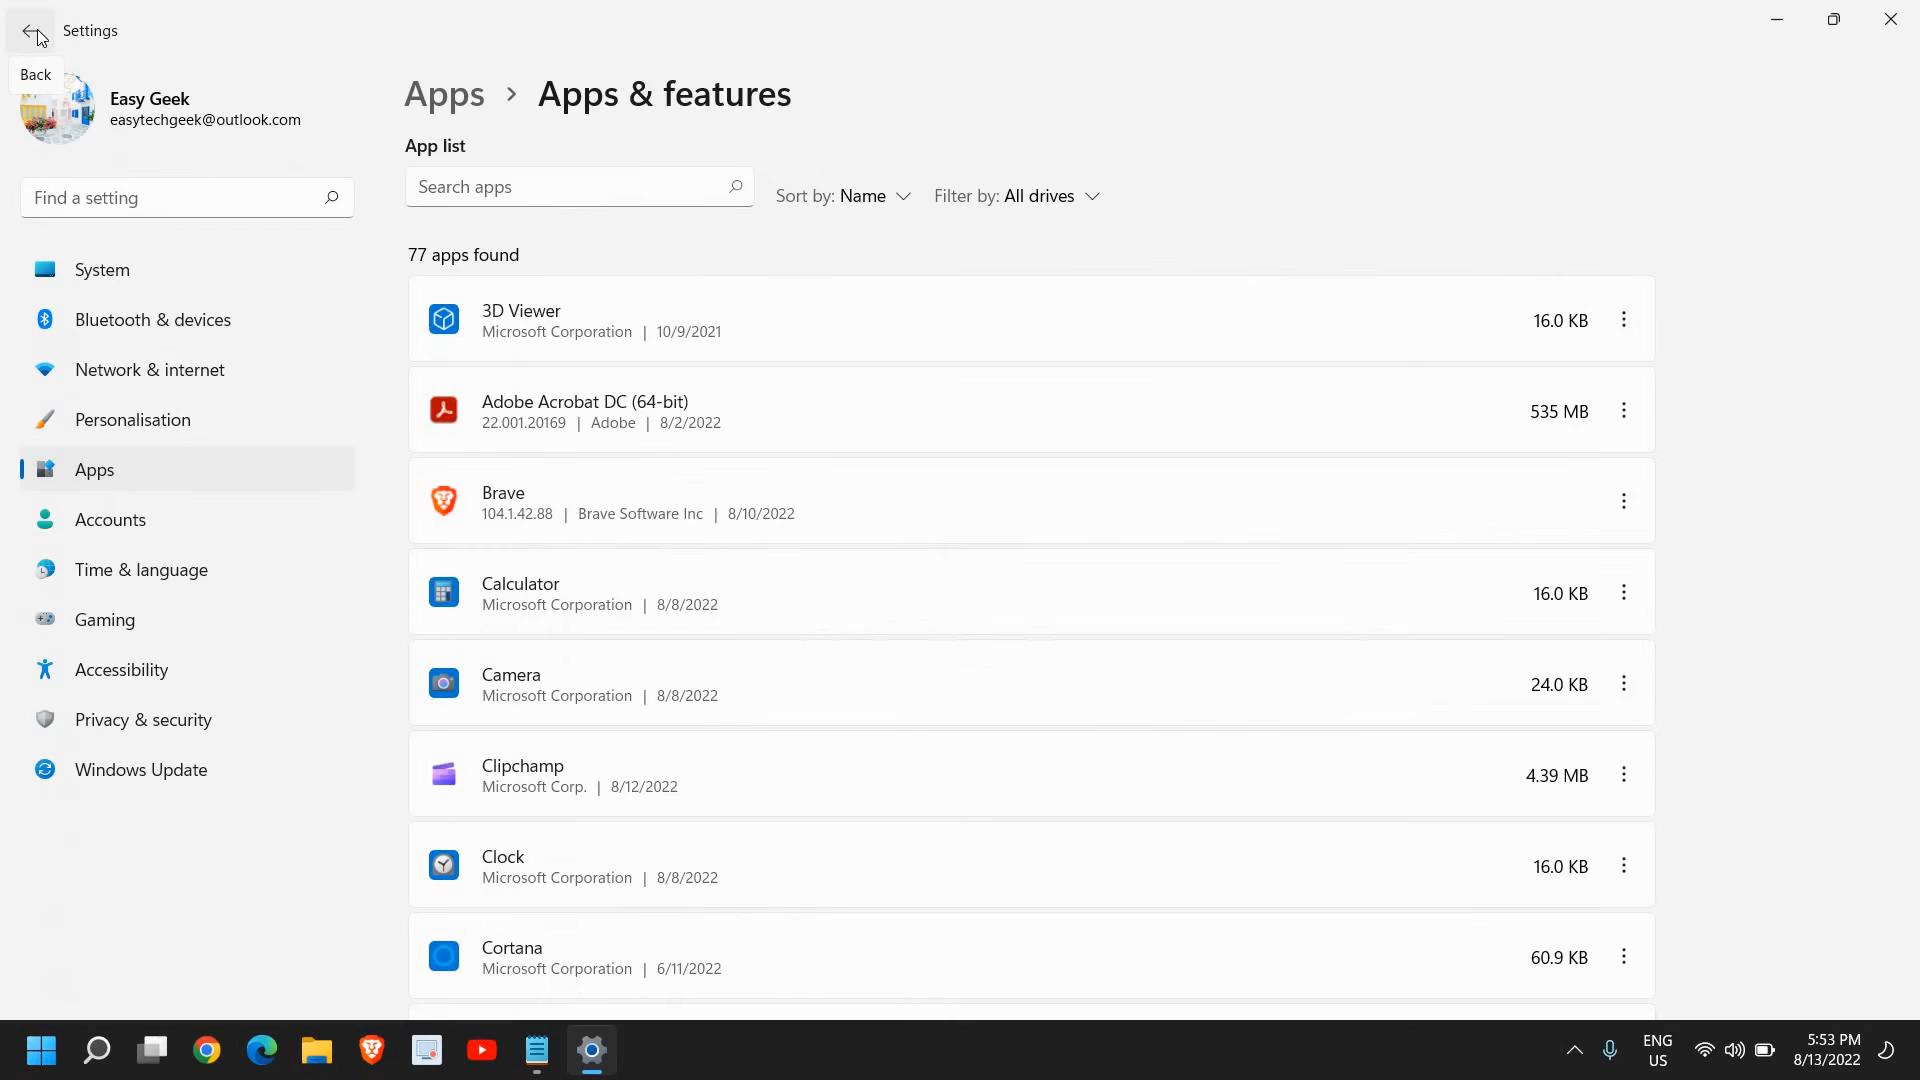 Settings
Back
Easy Geek
easytechgeek@outlook.com
Find a setting
System
Bluetooth & devices
Network & internet
Personalisation
Apps
Accounts
Time & language
Gaming
Accessibility
Privacy & security
Windows Update
Apps > Apps & features
App list
Search apps
Sort by: Name
Filter by: All drives
77 apps found
3D Viewer
Microsoft Corporation | 10/9/2021
16.0 KB
Adobe Acrobat DC (64-bit)
22.001.20169 | Adobe | 8/2/2022
535 MB
Brave
104.1.42.88 | Brave Software Inc | 8/10/2022
Calculator
Microsoft Corporation | 8/8/2022
16.0 KB
Camera
Microsoft Corporation | 8/8/2022
24.0 KB
Clipchamp
Microsoft Corp. | 8/12/2022
4.39 MB
Clock
Microsoft Corporation | 8/8/2022
16.0 KB
Cortana
Microsoft Corporation | 6/11/2022
60.9 KB
ENG
US
5:53 PM
8/13/2022